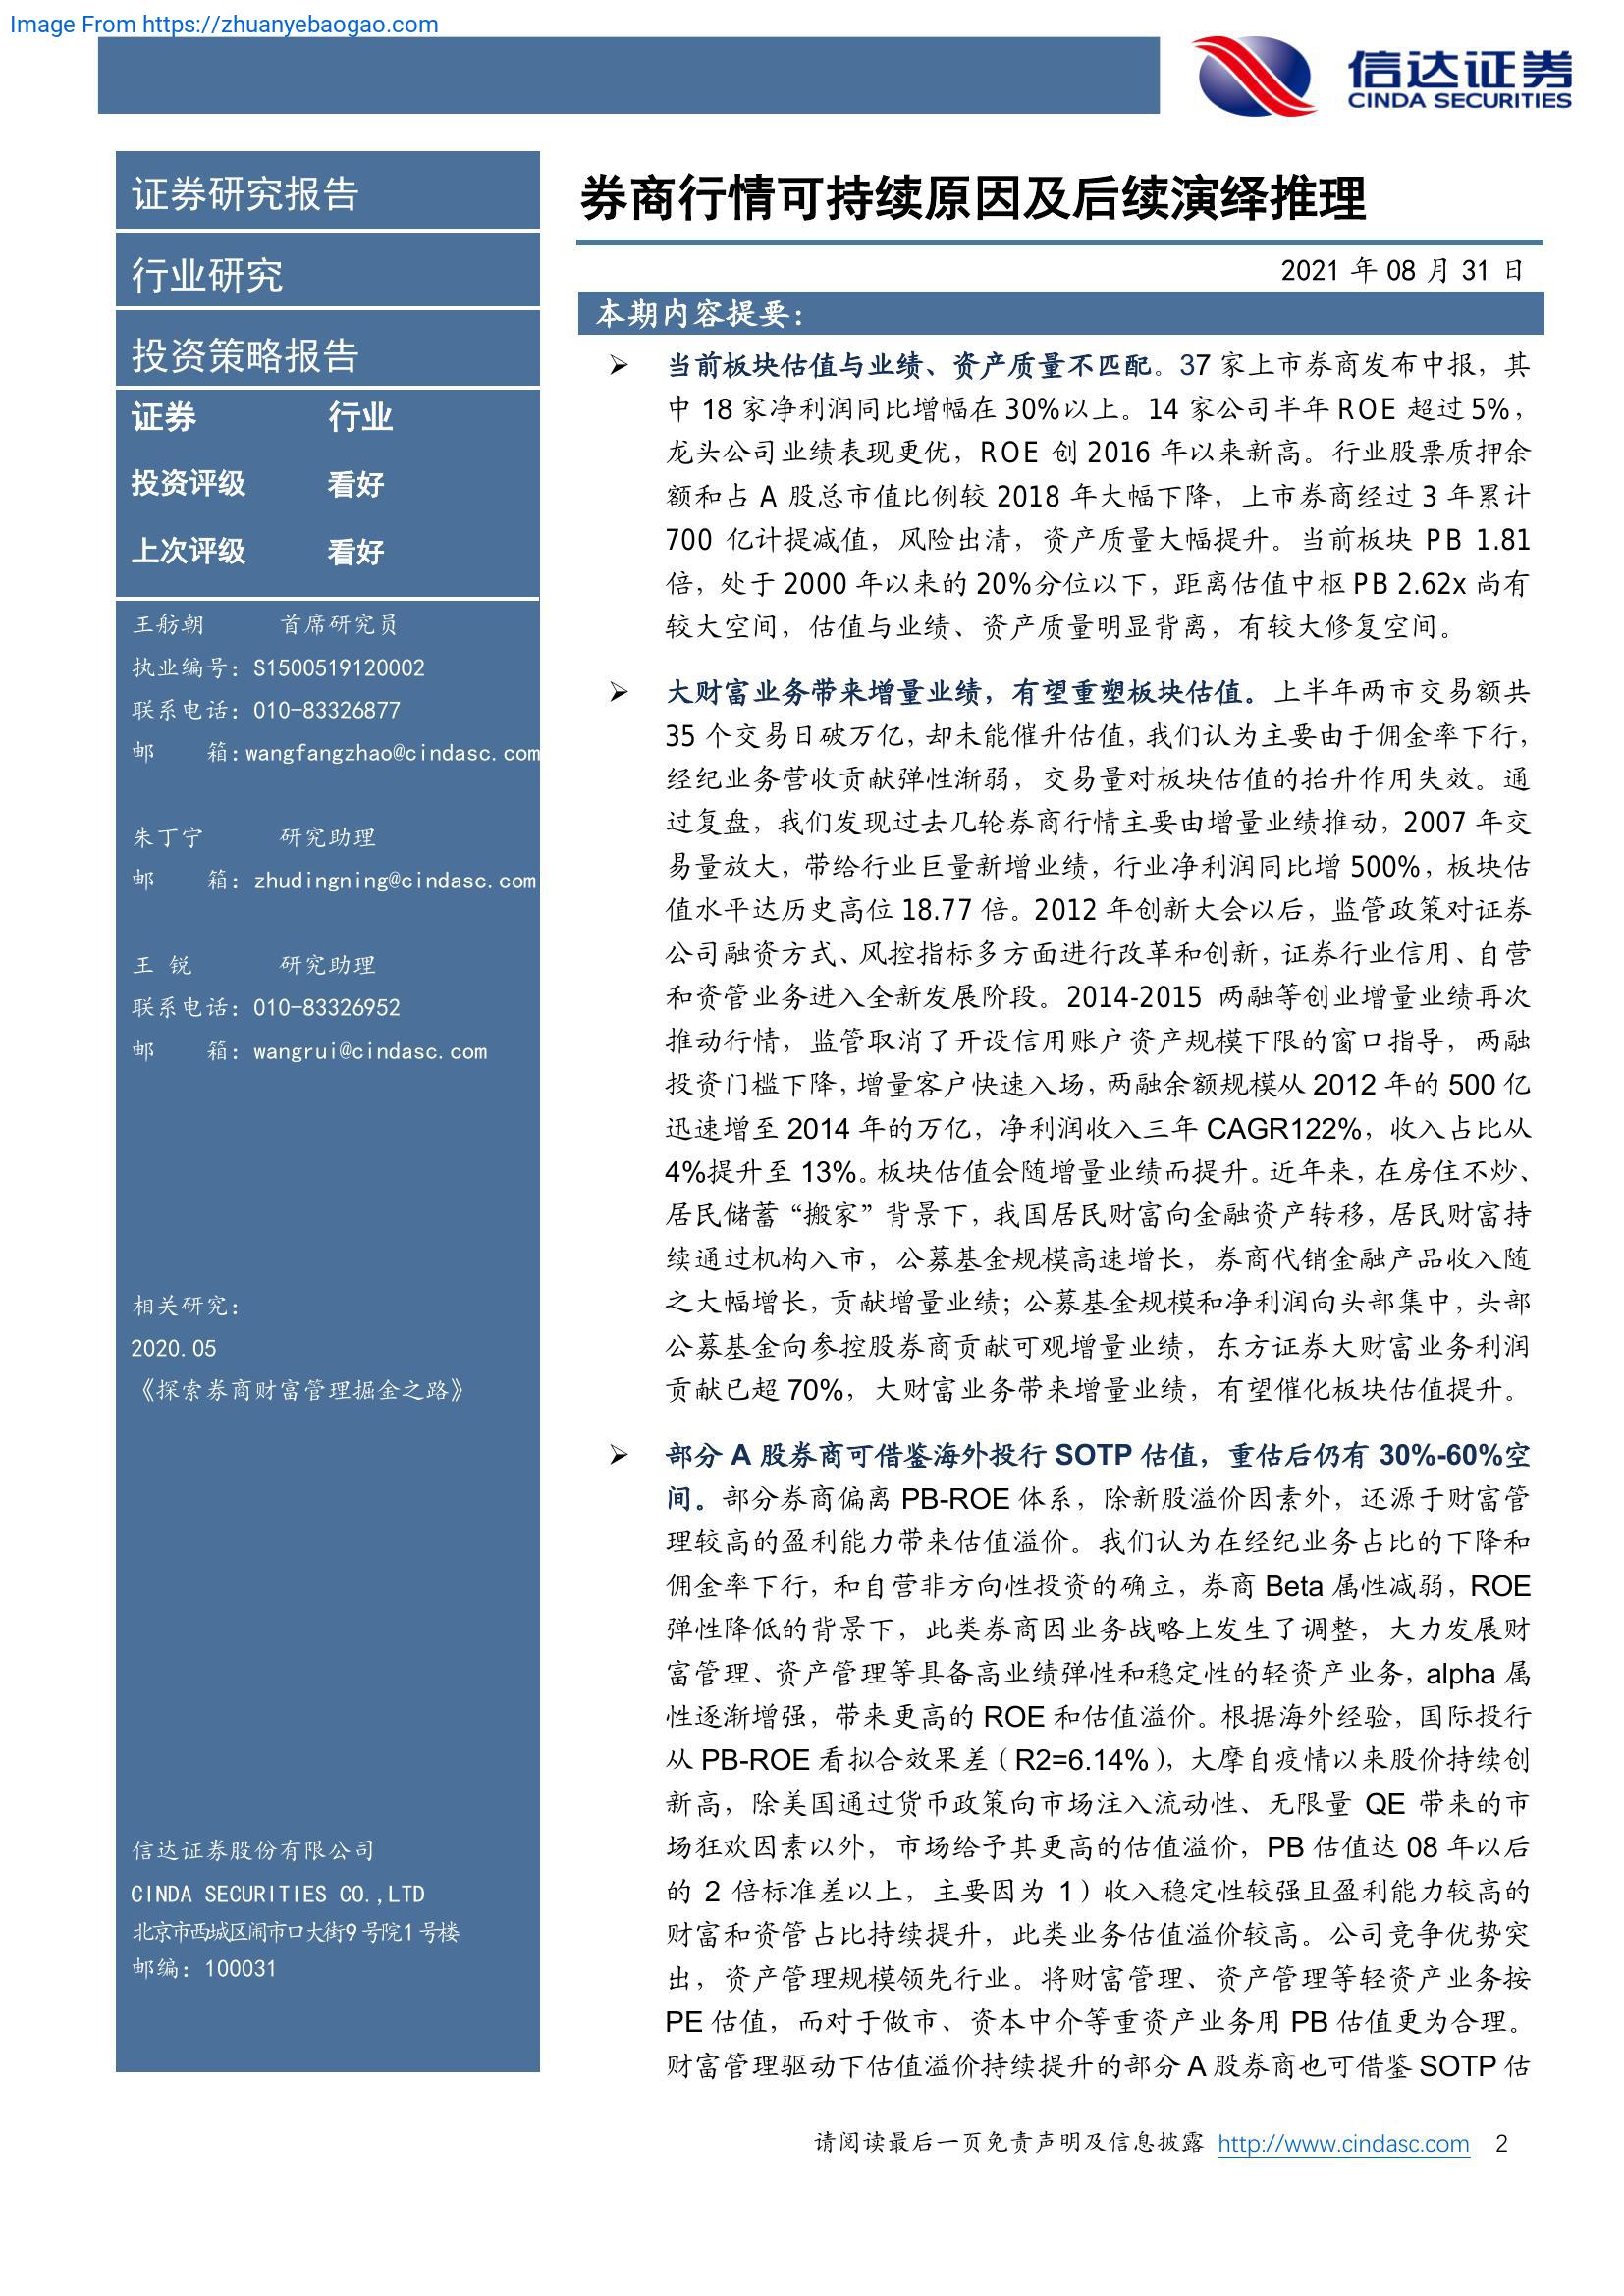 Image From https://zhuanyebaogao.com
信达证券
CINDA SECURITIES
证券研究报告
行业研究
投资策略报告
证券 行业
投资评级 看好
上次评级 看好
王舫朝 首席研究员
执业编号：S1500519120002
联系电话：010-83326877
邮 箱：wangfangzhao@cindasc.com
朱丁宁 研究助理
邮 箱：zhudingning@cindasc.com
王 锐 研究助理
联系电话：010-83326952
邮 箱：wangrui@cindasc.com
相关研究：
2020.05
《探索券商财富管理掘金之路》
信达证券股份有限公司
CINDA SECURITIES CO.,LTD
北京市西城区闹市口大街9号院1号楼
邮编：100031
券商行情可持续原因及后续演绎推理
2021 年 08 月 31 日
本期内容提要：
➢ 当前板块估值与业绩、资产质量不匹配。37 家上市券商发布中报，其
中 18 家净利润同比增幅在 30%以上。14 家公司半年 ROE 超过 5%，
龙头公司业绩表现更优，ROE 创 2016 年以来新高。行业股票质押余
额和占 A 股总市值比例较 2018 年大幅下降，上市券商经过 3 年累计
700 亿计提减值，风险出清，资产质量大幅提升。当前板块 PB 1.81
倍，处于 2000 年以来的 20%分位以下，距离估值中枢 PB 2.62x 尚有
较大空间，估值与业绩、资产质量明显背离，有较大修复空间。
➢ 大财富业务带来增量业绩，有望重塑板块估值。上半年两市交易额共
35 个交易日破万亿，却未能催升估值，我们认为主要由于佣金率下行，
经纪业务营收贡献弹性渐弱，交易量对板块估值的抬升作用失效。通
过复盘，我们发现过去几轮券商行情主要由增量业绩推动，2007 年交
易量放大，带给行业巨量新增业绩，行业净利润同比增 500%，板块估
值水平达历史高位 18.77 倍。2012 年创新大会以后，监管政策对证券
公司融资方式、风控指标多方面进行改革和创新，证券行业信用、自营
和资管业务进入全新发展阶段。2014-2015 两融等创业增量业绩再次
推动行情，监管取消了开设信用账户资产规模下限的窗口指导，两融
投资门槛下降，增量客户快速入场，两融余额规模从 2012 年的 500 亿
迅速增至 2014 年的万亿，净利润收入三年 CAGR122%，收入占比从
4%提升至 13%。板块估值会随增量业绩而提升。近年来，在房住不炒、
居民储蓄“搬家”背景下，我国居民财富向金融资产转移，居民财富持
续通过机构入市，公募基金规模高速增长，券商代销金融产品收入随
之大幅增长，贡献增量业绩；公募基金规模和净利润向头部集中，头部
公募基金向参控股券商贡献可观增量业绩，东方证券大财富业务利润
贡献已超 70%，大财富业务带来增量业绩，有望催化板块估值提升。
➢ 部分 A 股券商可借鉴海外投行 SOTP 估值，重估后仍有 30%-60%空
间。部分券商偏离 PB-ROE 体系，除新股溢价因素外，还源于财富管
理较高的盈利能力带来估值溢价。我们认为在经纪业务占比的下降和
佣金率下行，和自营非方向性投资的确立，券商 Beta 属性减弱，ROE
弹性降低的背景下，此类券商因业务战略上发生了调整，大力发展财
富管理、资产管理等具备高业绩弹性和稳定性的轻资产业务，alpha 属
性逐渐增强，带来更高的 ROE 和估值溢价。根据海外经验，国际投行
从 PB-ROE 看拟合效果差（R2=6.14%），大摩自疫情以来股价持续创
新高，除美国通过货币政策向市场注入流动性、无限量 QE 带来的市
场狂欢因素以外，市场给予其更高的估值溢价，PB 估值达 08 年以后
的 2 倍标准差以上，主要因为 1）收入稳定性较强且盈利能力较高的
财富和资管占比持续提升，此类业务估值溢价较高。公司竞争优势突
出，资产管理规模领先行业。将财富管理、资产管理等轻资产业务按
PE 估值，而对于做市、资本中介等重资产业务用 PB 估值更为合理。
财富管理驱动下估值溢价持续提升的部分 A 股券商也可借鉴 SOTP 估
请阅读最后一页免责声明及信息披露 http://www.cindasc.com 2